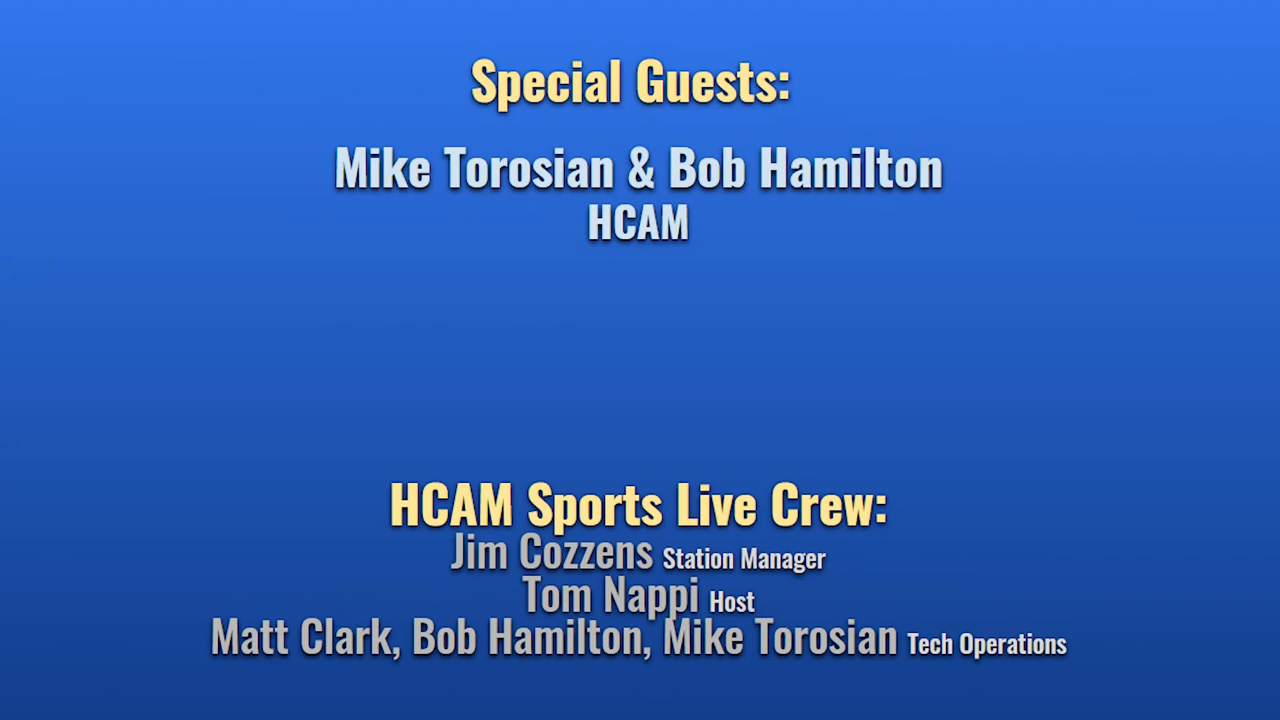 Special Guests:
Mike Torosian & Bob Hamilton
HCAM
HCAM Sports Live Crew:
Jim Cozzens Station Manager
Tom Nappi Host
Matt Clark, Bob Hamilton, Mike Torosian Tech Operations